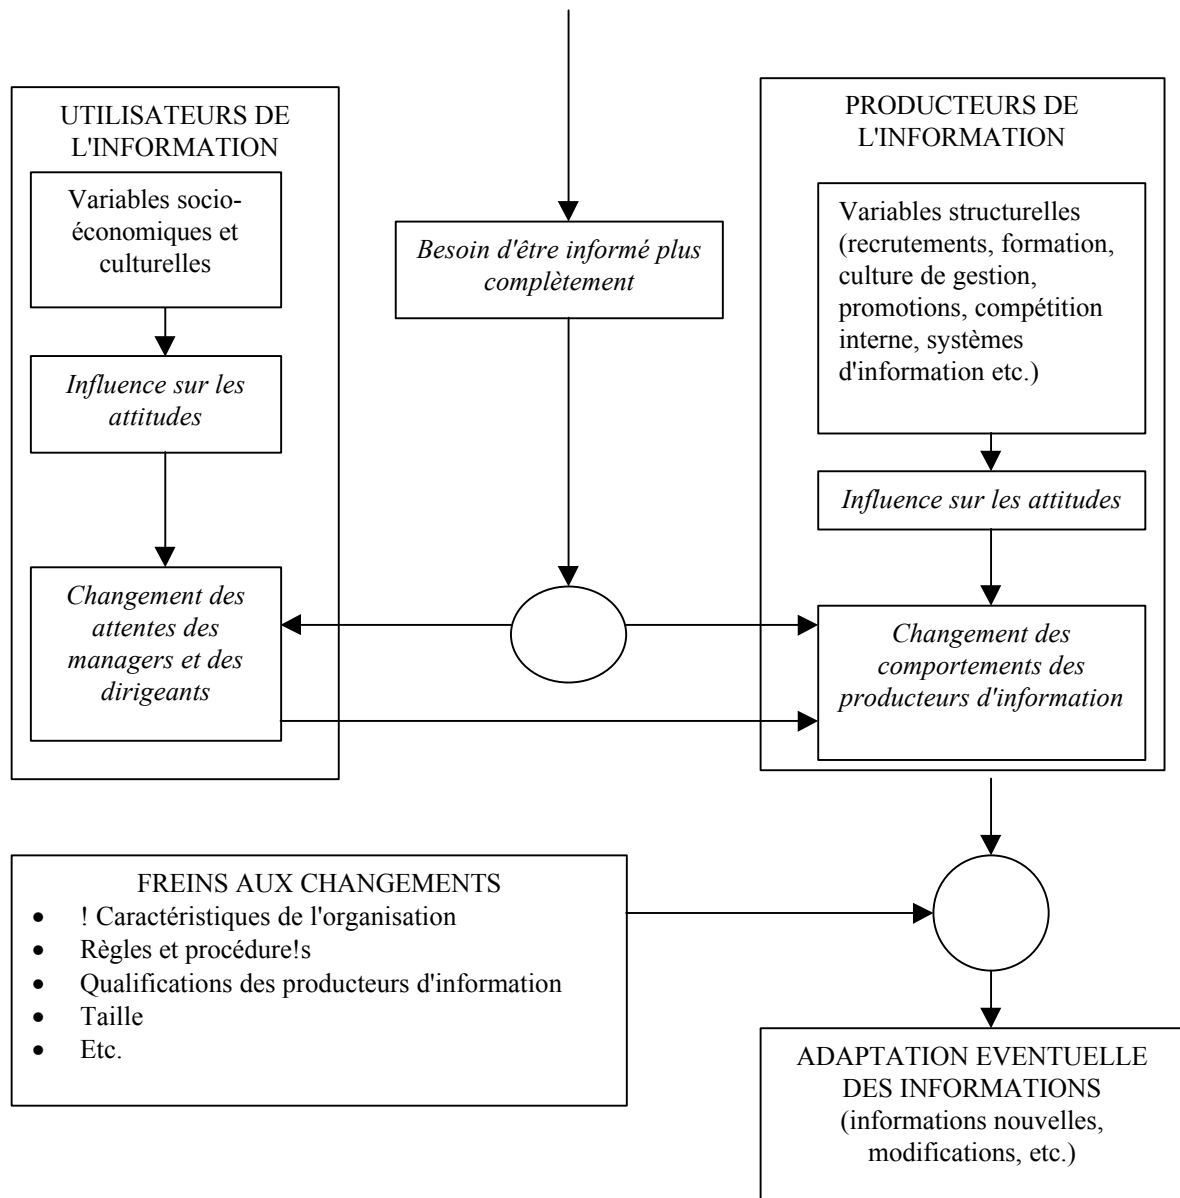 UTILISATEURS DE
L'INFORMATION
Variables socio-
économiques et
culturelles
Influence sur les
attitudes
Changement des
attentes des
managers et des
dirigeants
Besoin d'être informé plus
complètement
PRODUCTEURS DE
L'INFORMATION
Variables structurelles
(recrutements, formation,
culture de gestion,
promotions, compétition
interne, systèmes
d'information etc.)
Influence sur les attitudes
Changement des
comportements des
producteurs d'information
FREINS AUX CHANGEMENTS
• ! Caractéristiques de l'organisation
• Règles et procédure!s
• Qualifications des producteurs d'information
• Taille
• Etc.
ADAPTATION EVENTUELLE
DES INFORMATIONS
(informations nouvelles,
modifications, etc.)